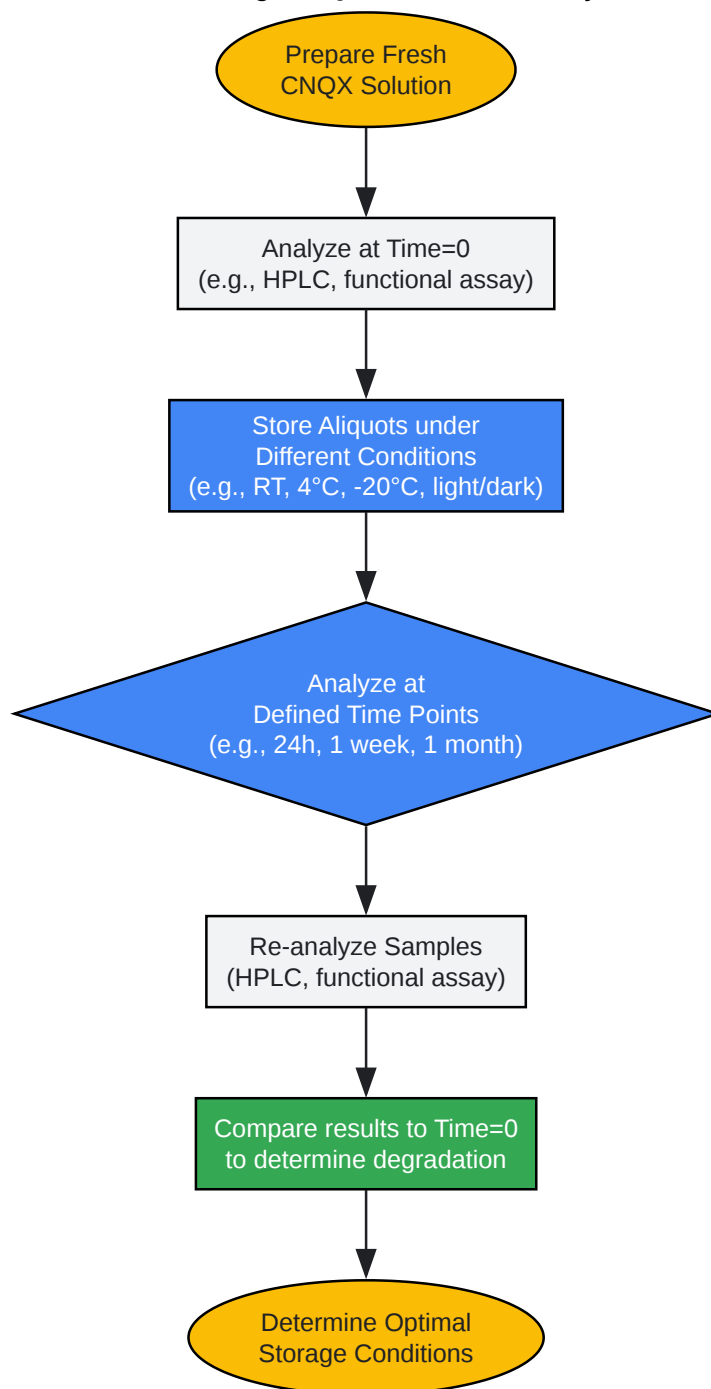 Prepare Fresh
CNQX Solution
Analyze at Time=0
(e.g., HPLC, functional assay)
Store Aliquots under
Different Conditions
(e.g., RT, 4°C, -20°C, light/dark)
Analyze at
Defined Time Points
(e.g., 24h, 1 week, 1 month)
Re-analyze Samples
(HPLC, functional assay)
Compare results to Time=0
to determine degradation
Determine Optimal
Storage Conditions